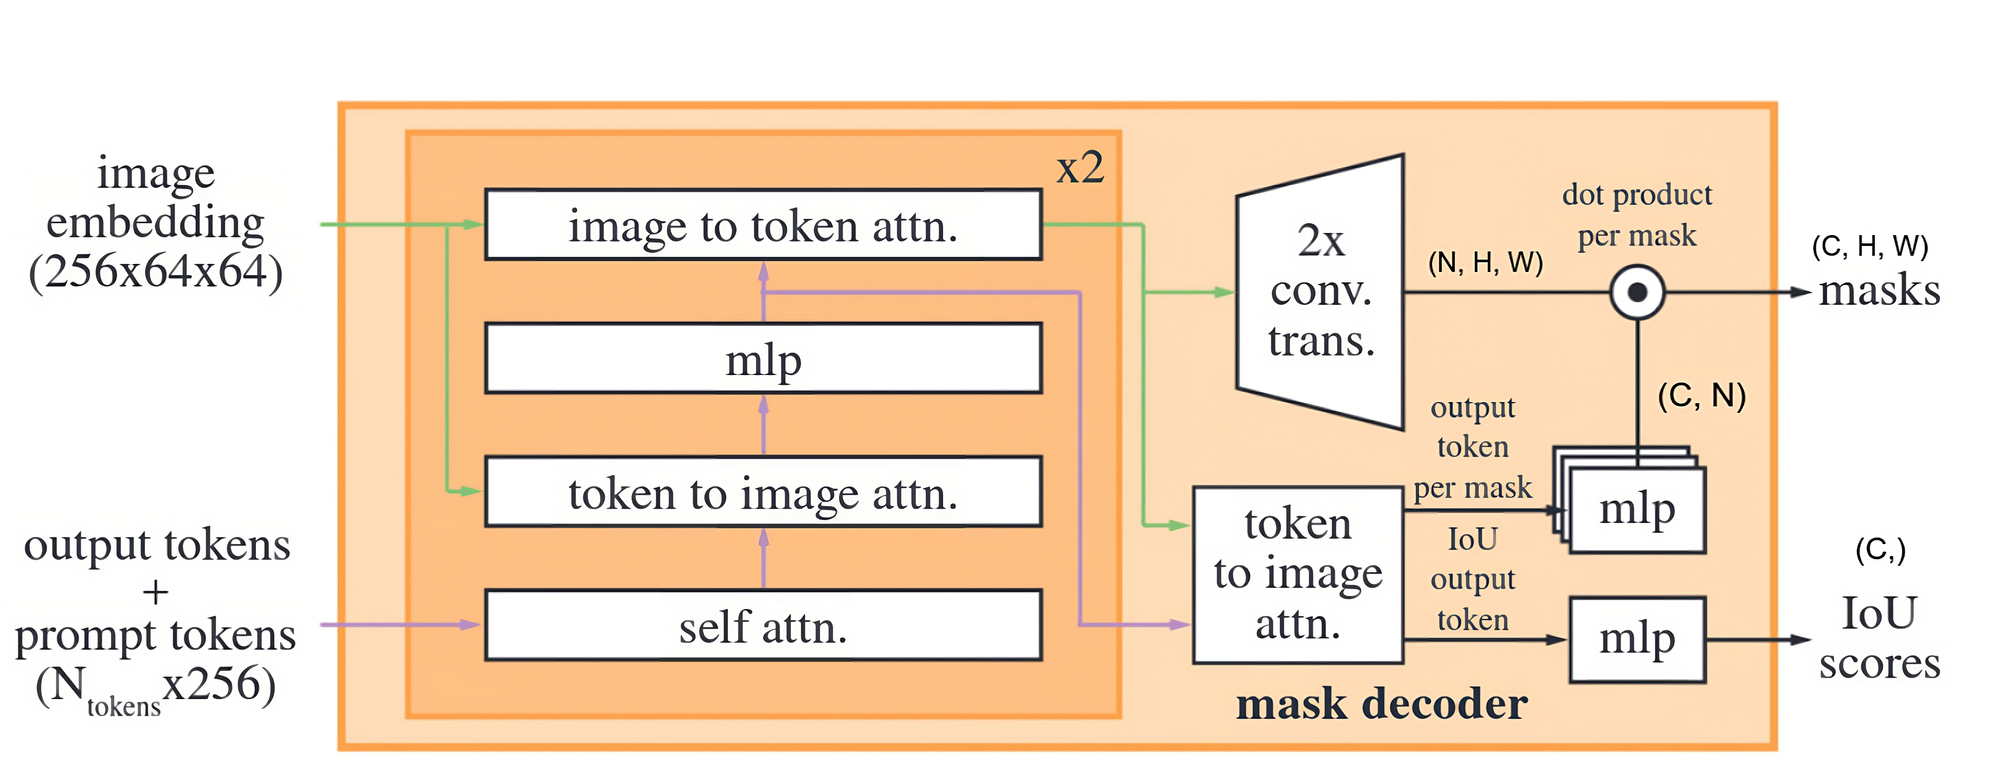 image
embedding
(256x64x64)
output tokens
+
prompt tokens
(Ntokensx256)
x2
image to token attn.
mlp
token to image attn.
self attn.
2x
conv.
trans.
(N, H, W)
dot product
per mask
(C, H, W)
masks
(C, N)
output
token
per mask
mlp
token
to image
attn.
IoU
output
token
mlp
(C,)
IoU
scores
mask decoder